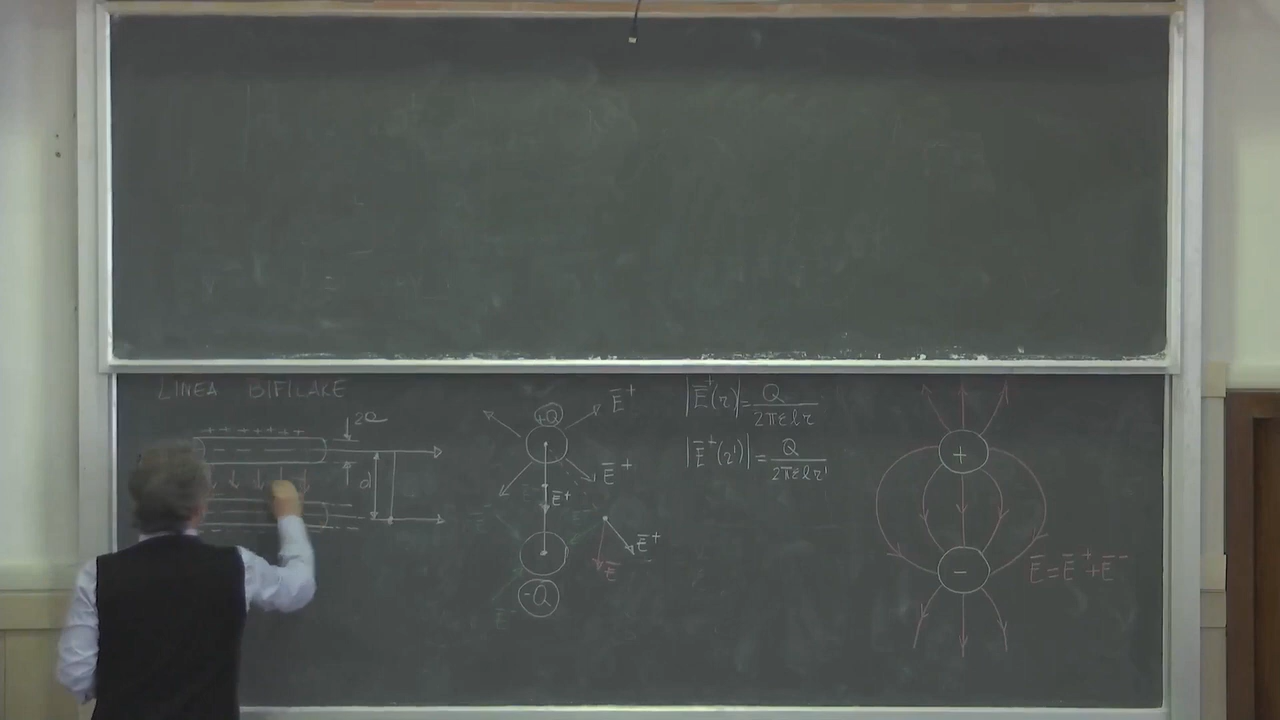 LINEA BIFILARE
+ + + + + + +
2a
d
+Q
E̅⁺
E̅⁺
E̅⁺
E̅⁺
E̅
-Q
E̅⁻
|E̅⁺(r)| = Q / 2πεlr
|E̅⁺(r')| = Q / 2πεlr'
+
-
E̅ = E̅⁺ + E̅⁻